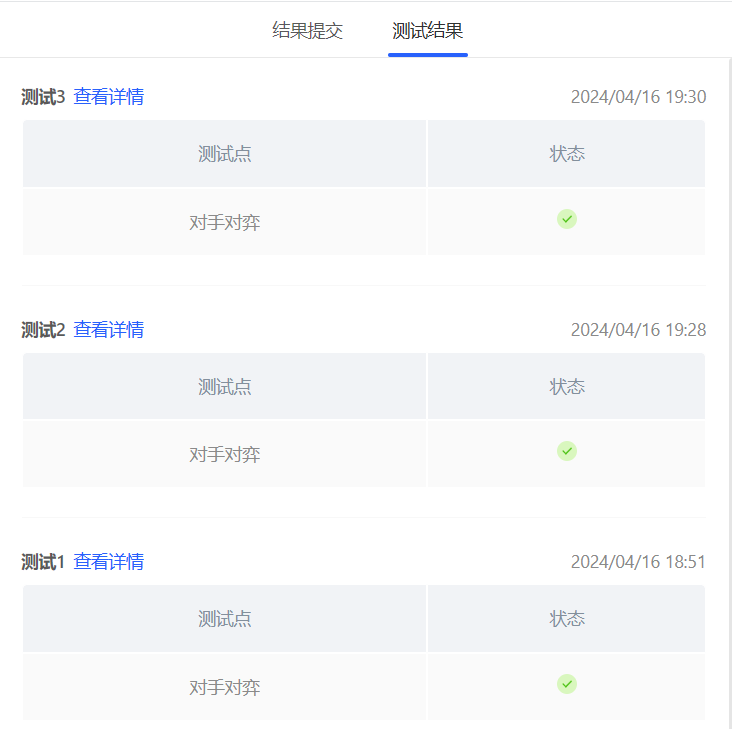 结果提交 测试结果
测试3 查看详情 2024/04/16 19:30
测试点 状态
对手对弈
测试2 查看详情 2024/04/16 19:28
测试点 状态
对手对弈
测试1 查看详情 2024/04/16 18:51
测试点 状态
对手对弈